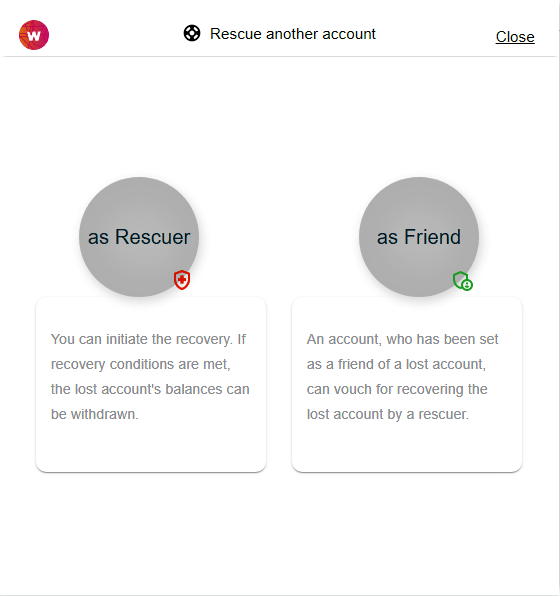 W
Rescue another account
Close
as Rescuer
as Friend
You can initiate the recovery. If
recovery conditions are met,
the lost account's balances can
be withdrawn.
An account, who has been set
as a friend of a lost account,
can vouch for recovering the
lost account by a rescuer.